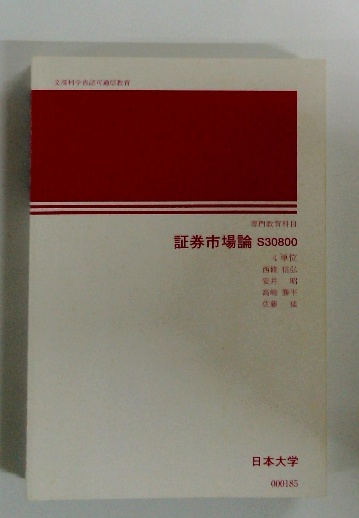 文部科学省認可通信教育
専門教育科目
証券市場論 S30800
4単位
西條 信弘
安井 昭
高嶋 勝平
佐藤 猛
日本大学
000185